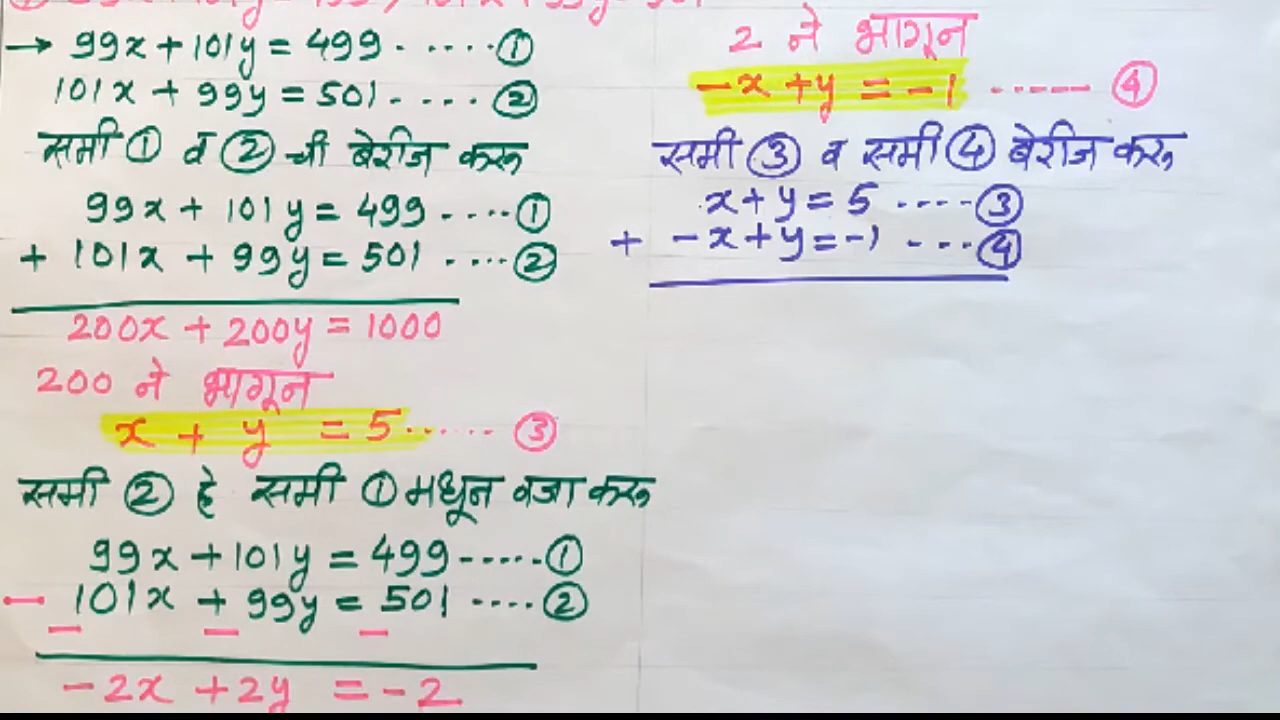 → 99x + 101y = 499 ..... ①
101x + 99y = 501 .... ②
समी ① व ② ची बेरीज करू
99x + 101y = 499 .... ①
+ 101x + 99y = 501 .... ②
200x + 200y = 1000
200 ने भागून
x + y = 5 ...... ③
समी ② हे समी ① मधून वजा करू
99x + 101y = 499 ..... ①
- 101x + 99y = 501 .... ②
- - -
-2x + 2y = -2
2 ने भागून
-x + y = -1 ...... ④
समी ③ व समी ④ बेरीज करू
x + y = 5 .... ③
+ -x + y = -1 .... ④